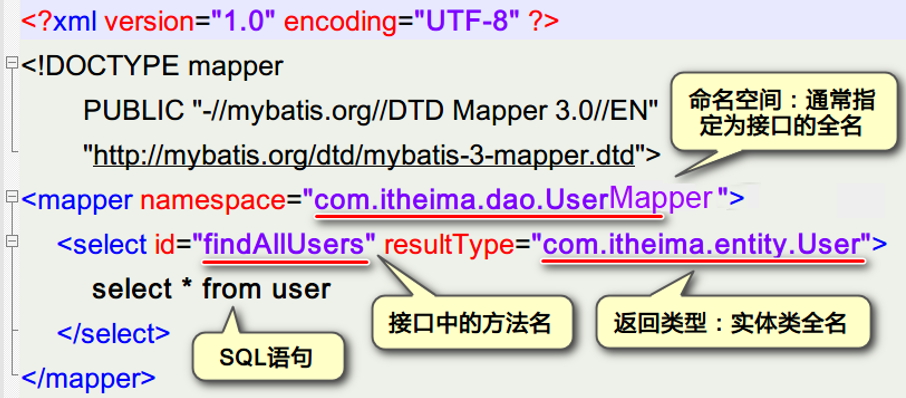 <?xml version="1.0" encoding="UTF-8" ?>
<!DOCTYPE mapper
PUBLIC "-//mybatis.org//DTD Mapper 3.0//EN"
"http://mybatis.org/dtd/mybatis-3-mapper.dtd">
命名空间：通常指
定为接口的全名
<mapper namespace="com.itheima.dao.UserMapper">
<select id="findAllUsers" resultType="com.itheima.entity.User">
select * from user
接口中的方法名
返回类型：实体类全名
</select>
SQL语句
</mapper>